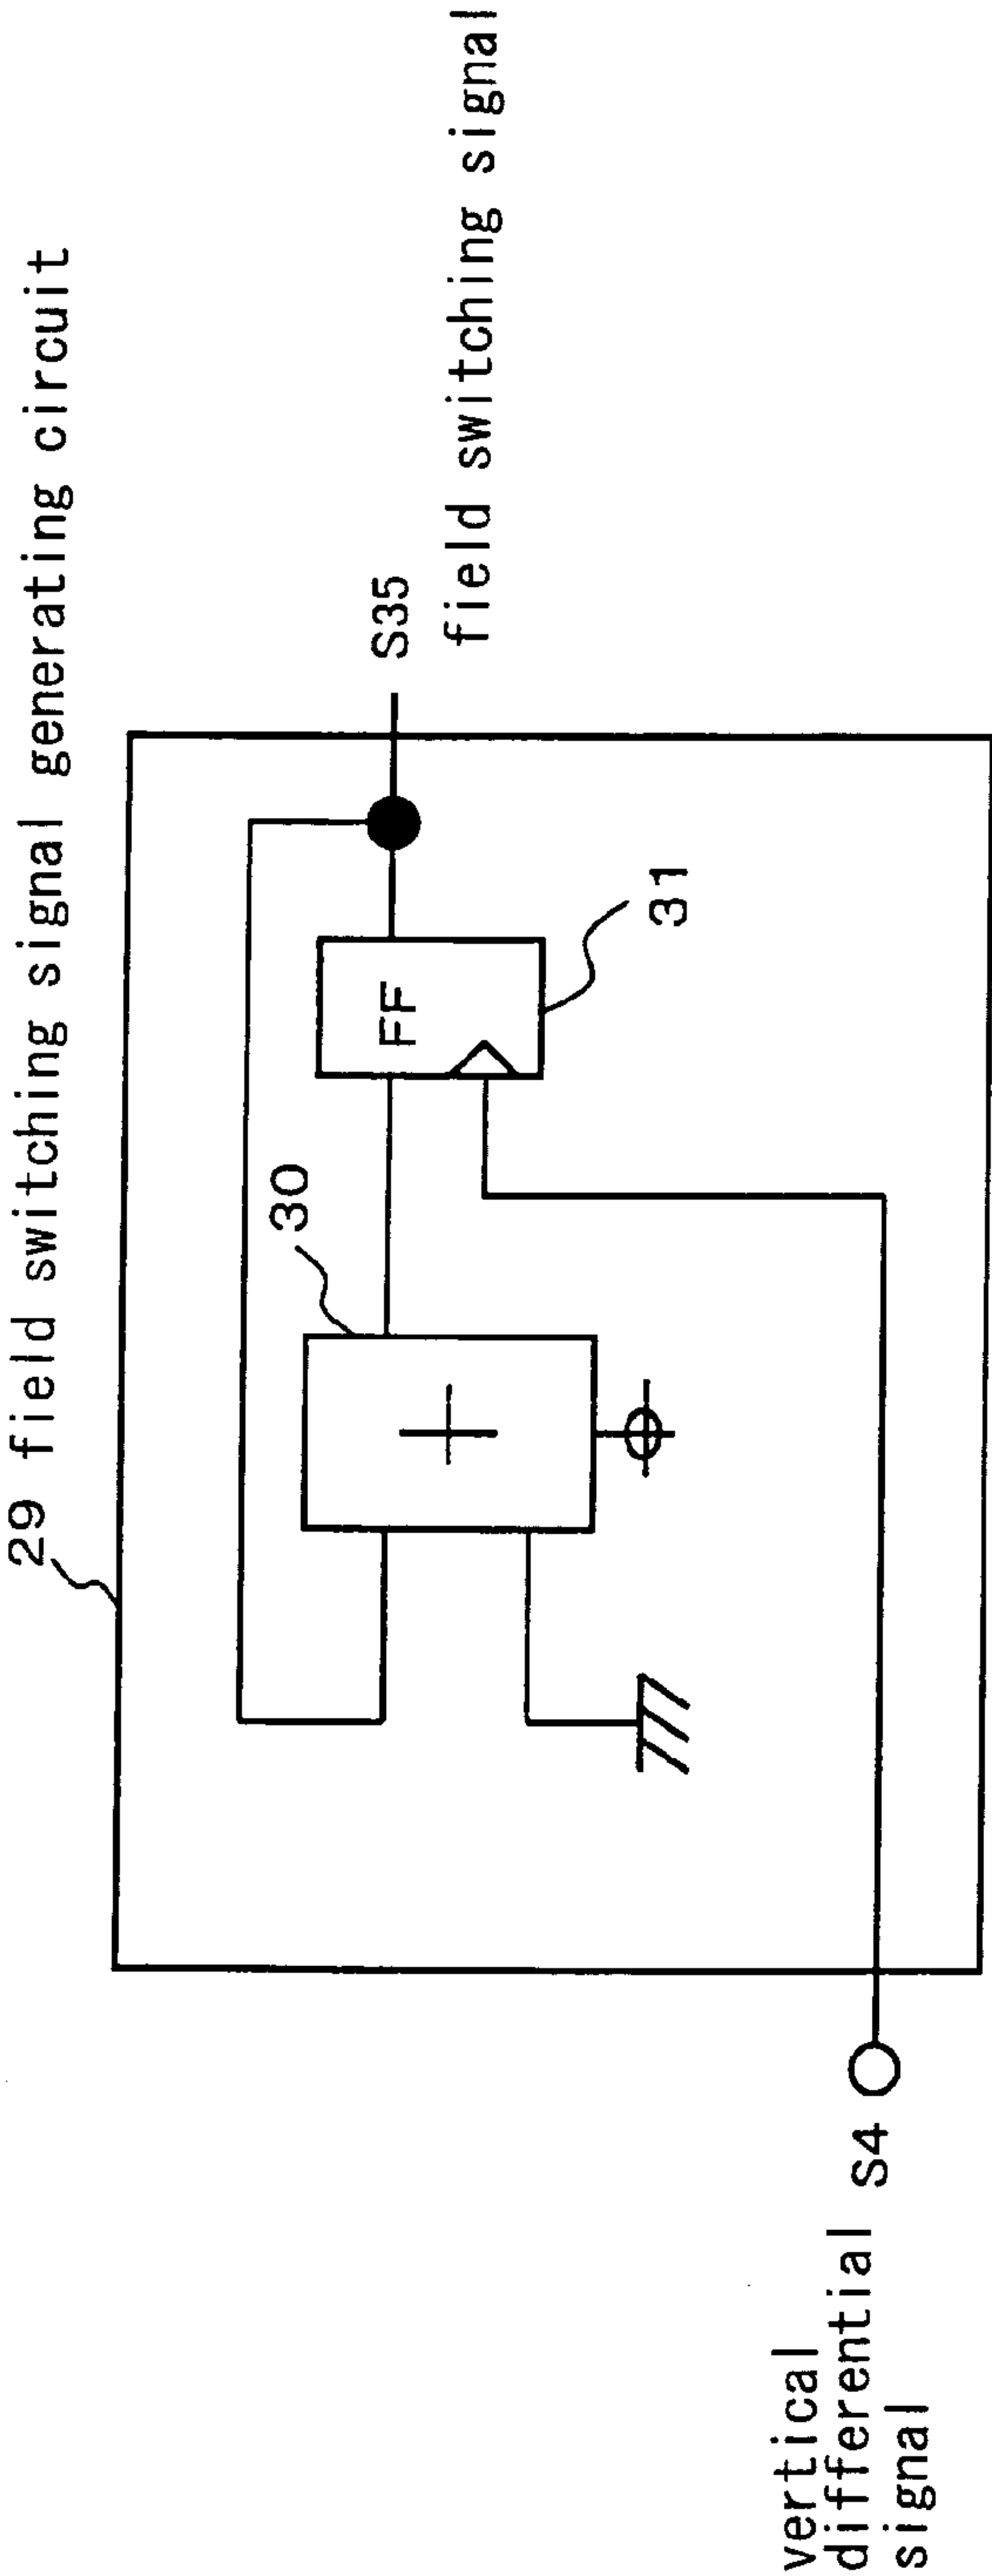 29 field switching signal generating circuit
30
FF
31
S35
field switching signal
vertical
differential S4
signal